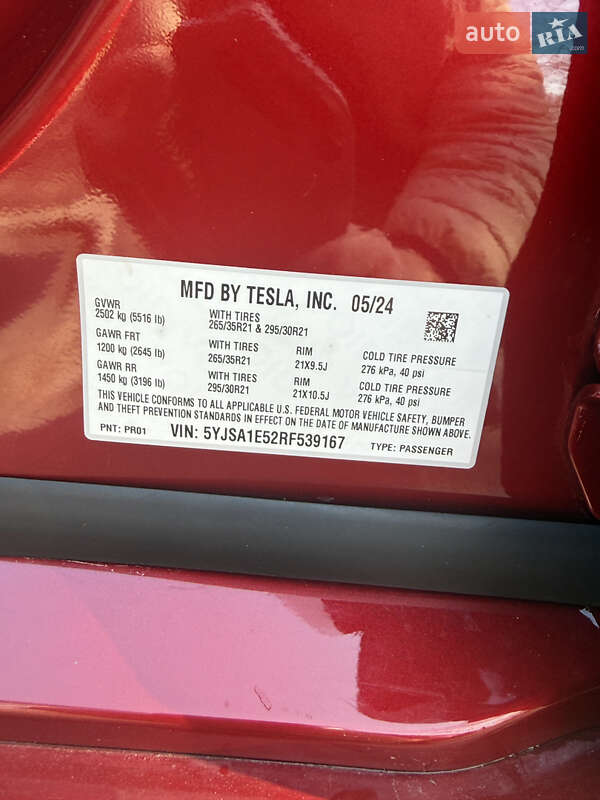 auto RIA.com
MFD BY TESLA, INC. 05/24
GVWR
2502 kg (5516 lb)
WITH TIRES
265/35R21 & 295/30R21
GAWR FRT
1200 kg (2645 lb)
WITH TIRES
265/35R21
RIM
21X9.5J
COLD TIRE PRESSURE
276 kPa, 40 psi
GAWR RR
1450 kg (3196 lb)
WITH TIRES
295/30R21
RIM
21X10.5J
COLD TIRE PRESSURE
276 kPa, 40 psi
THIS VEHICLE CONFORMS TO ALL APPLICABLE U.S. FEDERAL MOTOR VEHICLE SAFETY, BUMPER
AND THEFT PREVENTION STANDARDS IN EFFECT ON THE DATE OF MANUFACTURE SHOWN ABOVE.
PNT: PR01 VIN: 5YJSA1E52RF539167 TYPE: PASSENGER